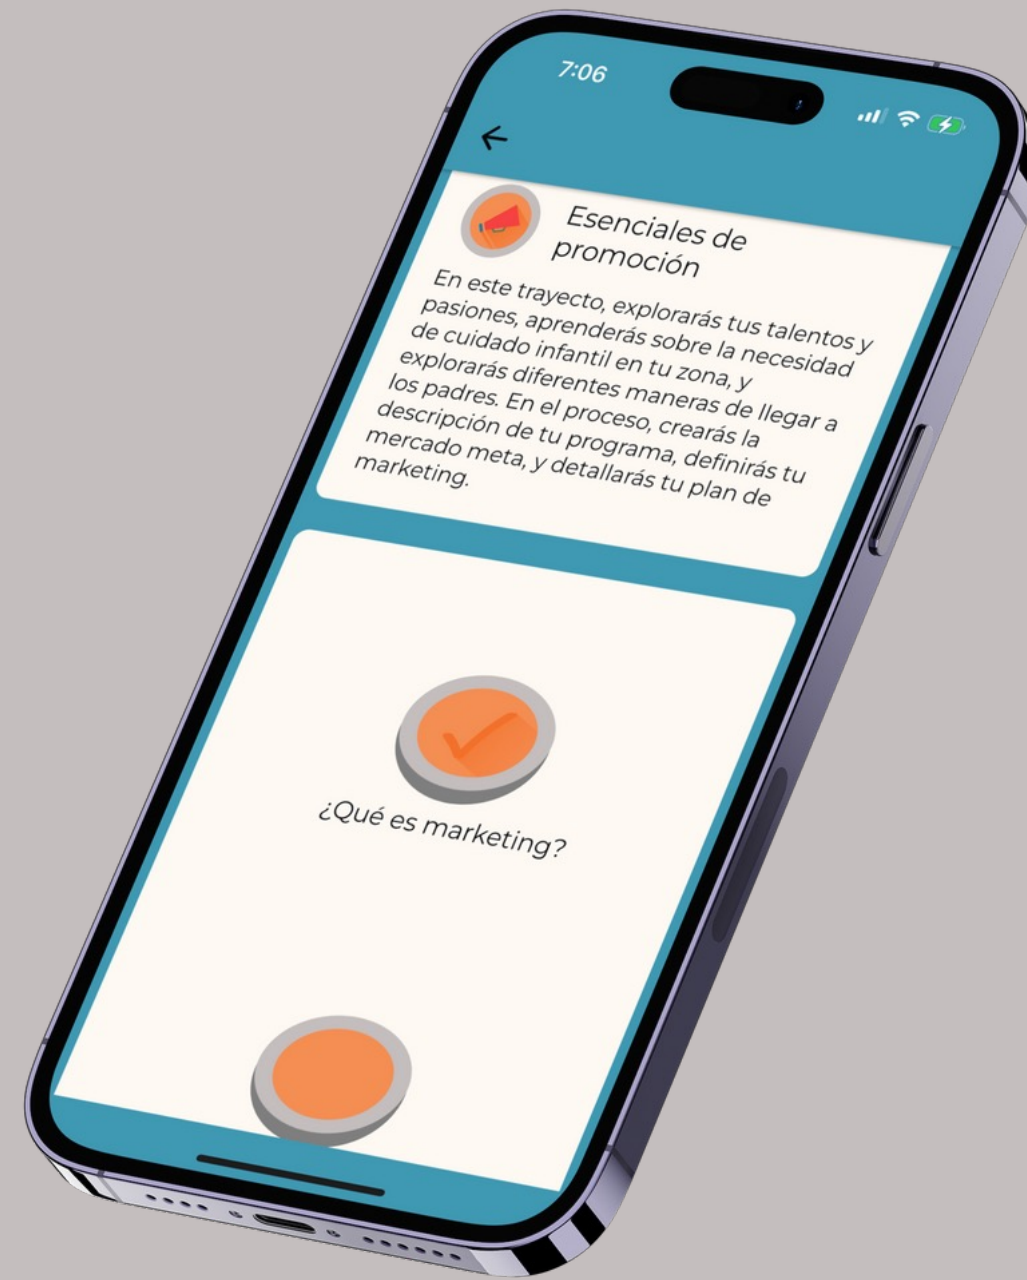 7:06
Esenciales de
promoción
En este trayecto, explorarás tus talentos y
pasiones, aprenderás sobre la necesidad
de cuidado infantil en tu zona, y
explorarás diferentes maneras de llegar a
los padres. En el proceso, crearás la
descripción de tu programa, definirás tu
mercado meta, y detallarás tu plan de
marketing.
¿Qué es marketing?